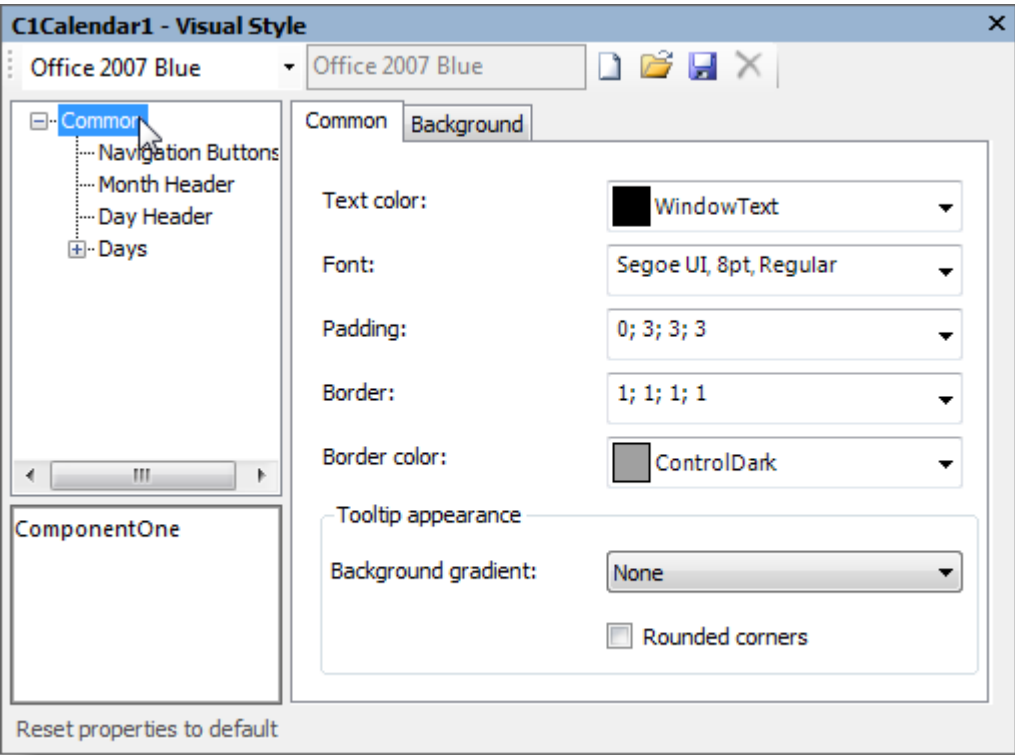 C1Calendar1 - Visual Style
Office 2007 Blue
Office 2007 Blue
Common
Navigation Buttons
Month Header
Day Header
Days
ComponentOne
Common
Background
Text color:
WindowText
Font:
Segoe UI, 8pt, Regular
Padding:
0; 3; 3; 3
Border:
1; 1; 1; 1
Border color:
ControlDark
Tooltip appearance
Background gradient:
None
Rounded corners
Reset properties to default